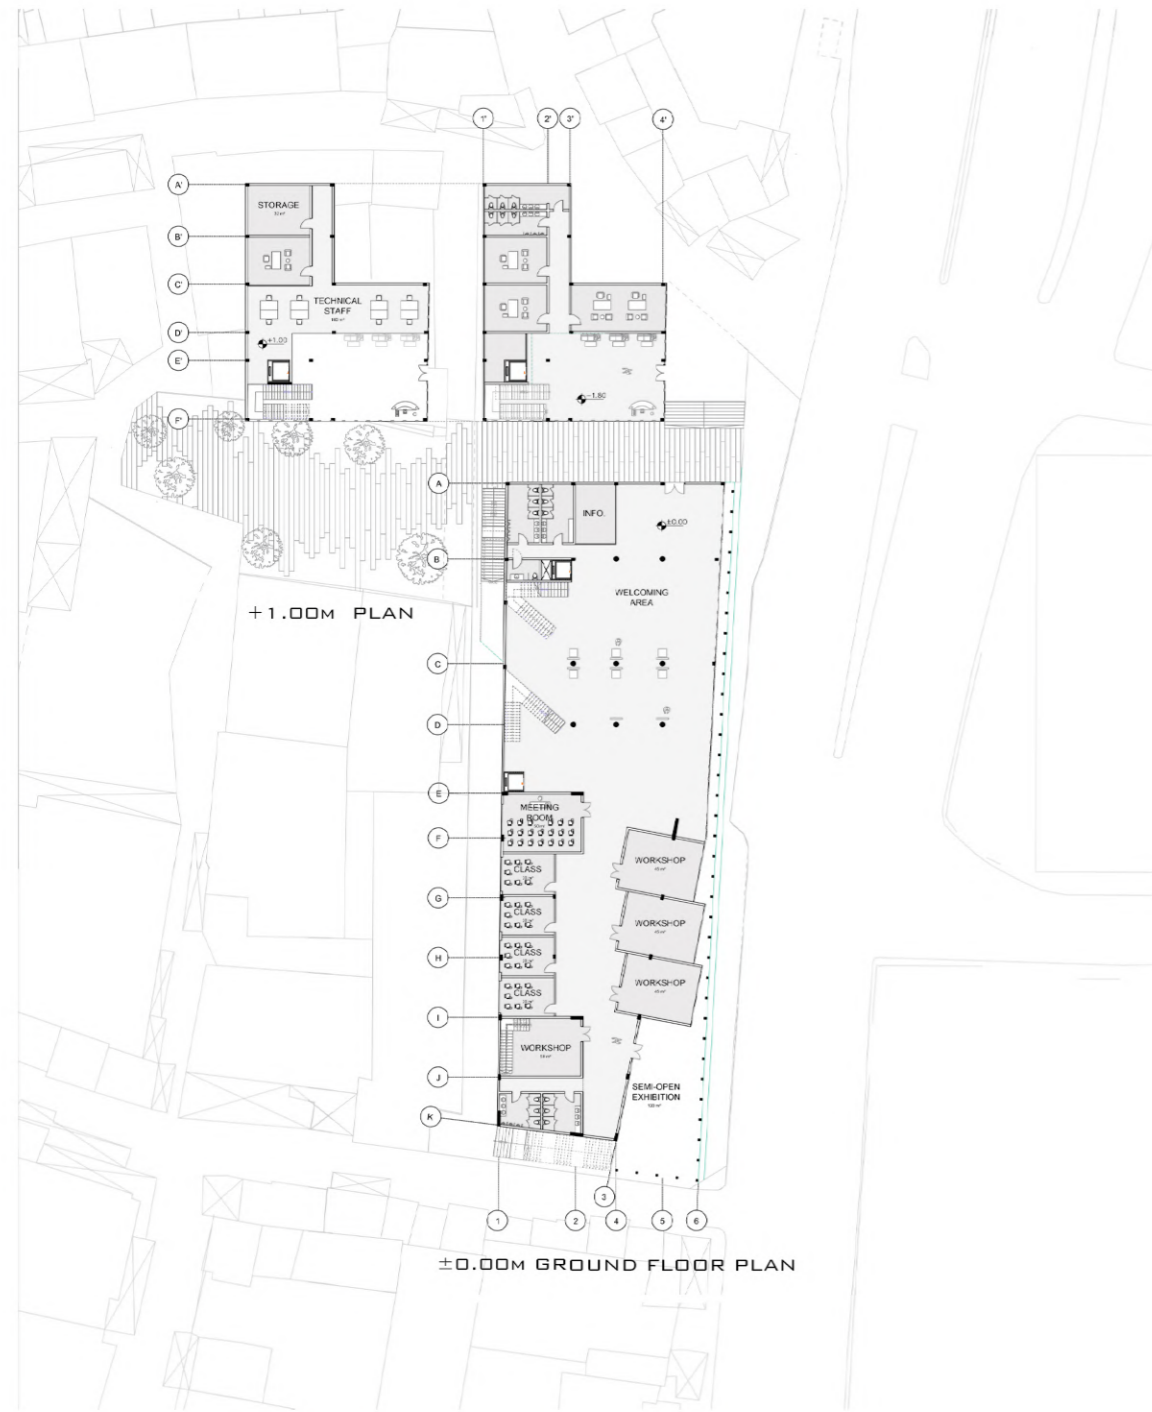 1'
2'
3'
4'
A'
STORAGE
B'
C'
TECHNICAL
STAFF
D'
+1.00
E'
-1.80
F'
A
INFO.
±0.00
B
WELCOMING
AREA
+1.00M PLAN
C
D
E
MEETING
ROOM
F
WORKSHOP
CLASS
G
CLASS
WORKSHOP
H
CLASS
WORKSHOP
CLASS
I
WORKSHOP
J
SEMI-OPEN
EXHIBITION
K
3
1
2
4
5
6
±0.00M GROUND FLOOR PLAN